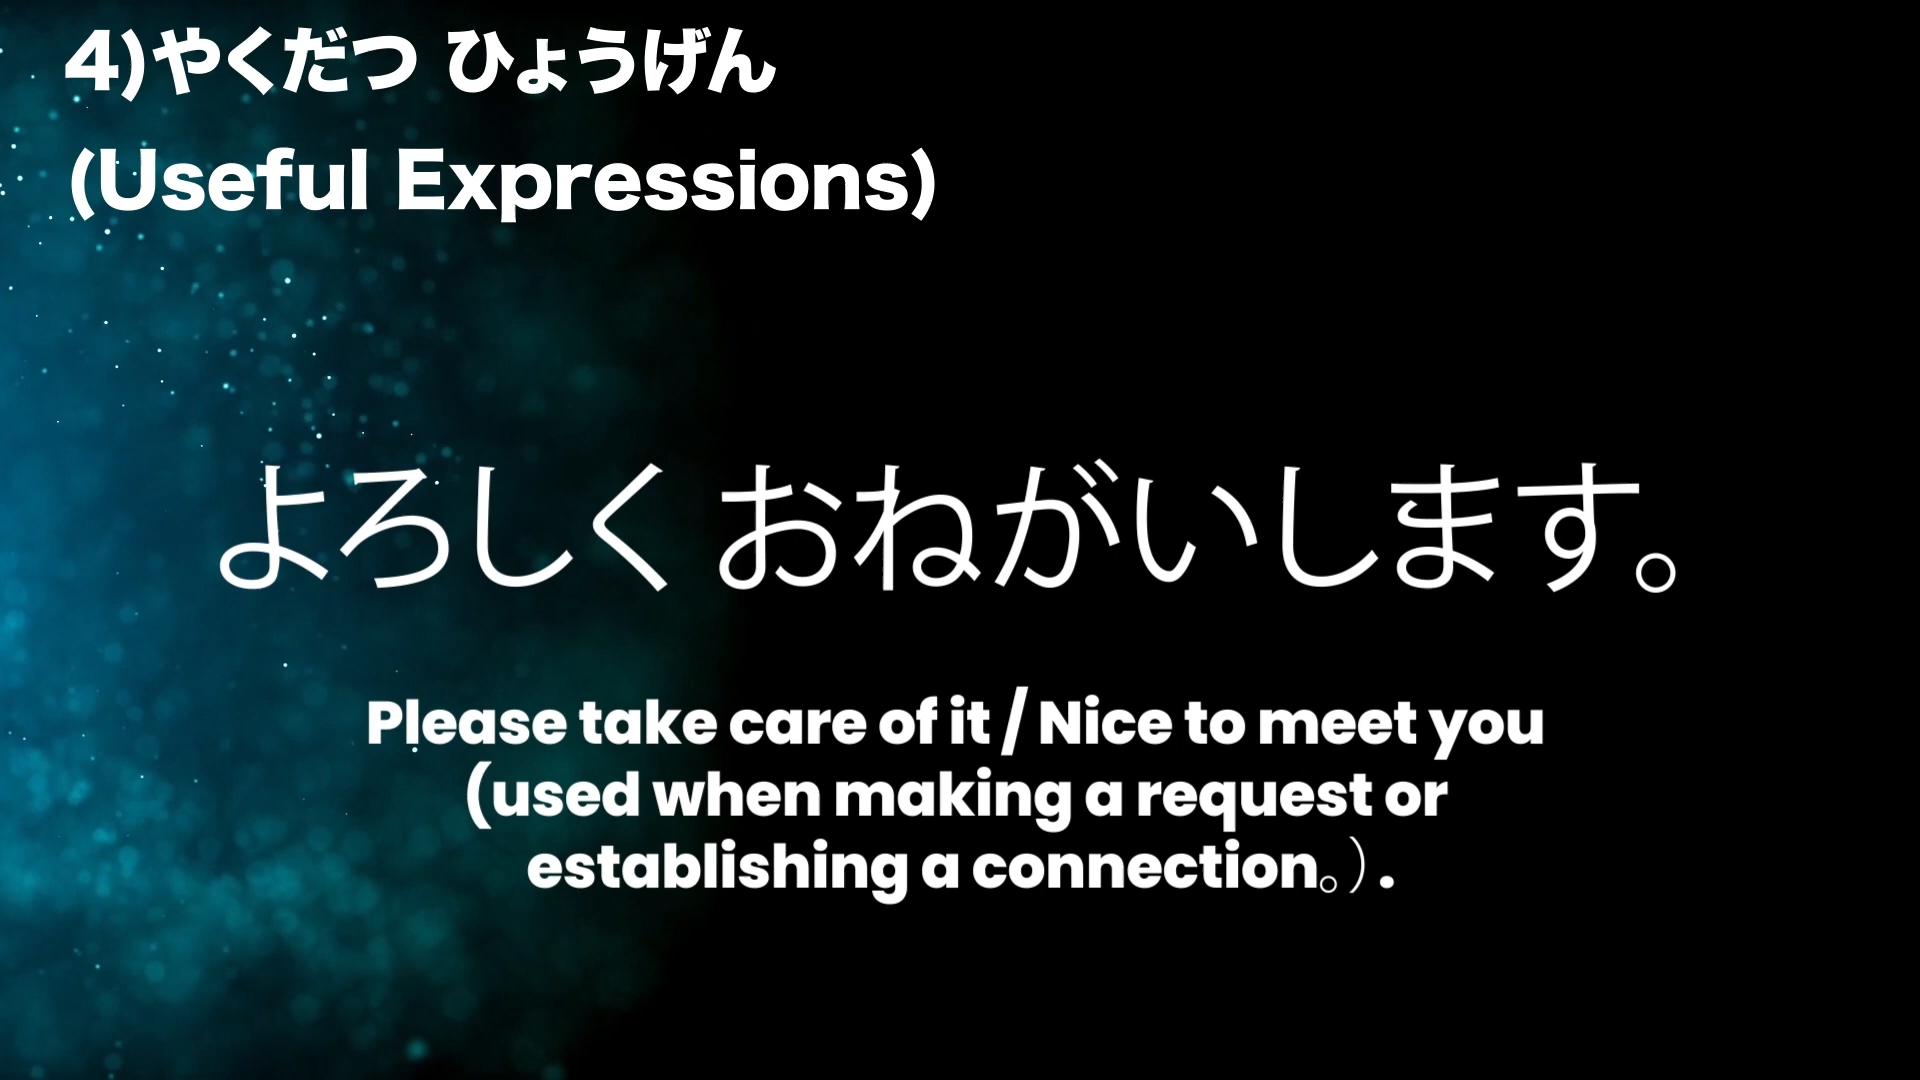 4)やくだつ ひょうげん
(Useful Expressions)
よろしく おねがいします。
Please take care of it / Nice to meet you
(used when making a request or
establishing a connection。）.